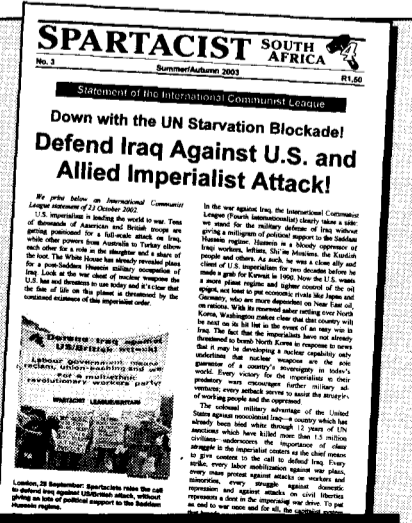 SPARTACIST SOUTH AFRICA
No. 3 Summer/Autumn 2003 R1,50
Statement of the International Communist League
Down with the UN Starvation Blockade!
Defend Iraq Against U.S. and
Allied Imperialist Attack!
We print below an International Communist
League statement of 23 October 2002.
U.S. imperialism is leading the world to war. Tens
of thousands of American and British troops are
getting positioned for a full-scale attack on Iraq,
while other powers from Australia to Turkey elbow
each other for a role in the slaughter and a share of
the loot. The White House has already revealed plans
for a post-Saddam Hussein military occupation of
Iraq. Look at the war chest of nuclear weapons the
U.S. has and threatens to use today and it's clear that
the fate of life on this planet is threatened by the
continued existence of this imperialist order.
Defend Iraq against
US/British attack!
Labour government
racism, union-bashing and war
For a multiethnic
revolutionary workers party!
SPARTACIST LEAGUE/BRITAIN
London, 28 September: Spartacists raise the call
to defend Iraq against US/British attack, without
giving an iota of political support to the Saddam
Hussein regime.
In the war against Iraq, the International Communist
League (Fourth Internationalist) clearly takes a side:
we stand for the military defense of Iraq without
giving a milligram of political support to the Saddam
Hussein regime. Hussein is a bloody oppressor of
Iraqi workers, leftists, Shi'ite Muslims, the Kurdish
people and others. As such, he was a close ally and
client of U.S. imperialism for two decades before he
made a grab for Kuwait in 1990. Now the U.S. wants
a more pliant regime and tighter control of the oil
spigot, not least to put economic rivals like Japan and
Germany, who are more dependent on Near East oil,
on rations. With its renewed saber rattling over North
Korea, Washington makes clear that that country will
be next on its hit list in the event of an easy win in
Iraq. The fact that the imperialists have not already
threatened to bomb North Korea in response to news
that it may be developing a nuclear capability only
underlines that nuclear weapons are the sole
guarantor of a country's sovereignty in today's
world. Every victory for the imperialists in their
predatory wars encourages further military ad-
ventures; every setback serves to assist the struggles
of working people and the oppressed.
The colossal military advantage of the United
States against neocolonial Iraq—a country which has
already been bled white through 12 years of UN
sanctions which have killed more than 1.5 million
civilians—underscores the importance of class
struggle in the imperialist centers as the chief means
to give content to the call to defend Iraq. Every
strike, every labor mobilization against war plans,
every mass protest against attacks on workers and
minorities, every struggle against domestic
repression and against attacks on civil liberties
represents a dent in the imperialist war drive. To put
an end to war once and for all, the capitalist system